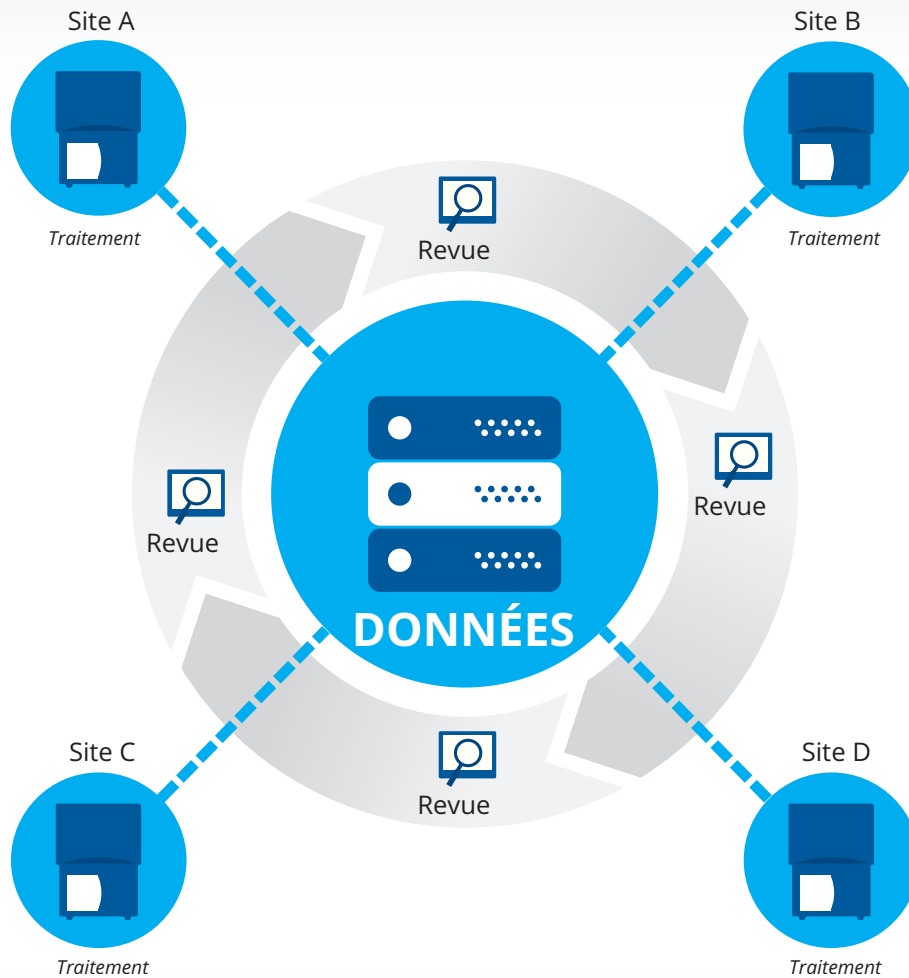 Site A
Site B
Traitement
Traitement
Revue
Revue
Revue
DONNÉES
Site C
Site D
Revue
Traitement
Traitement